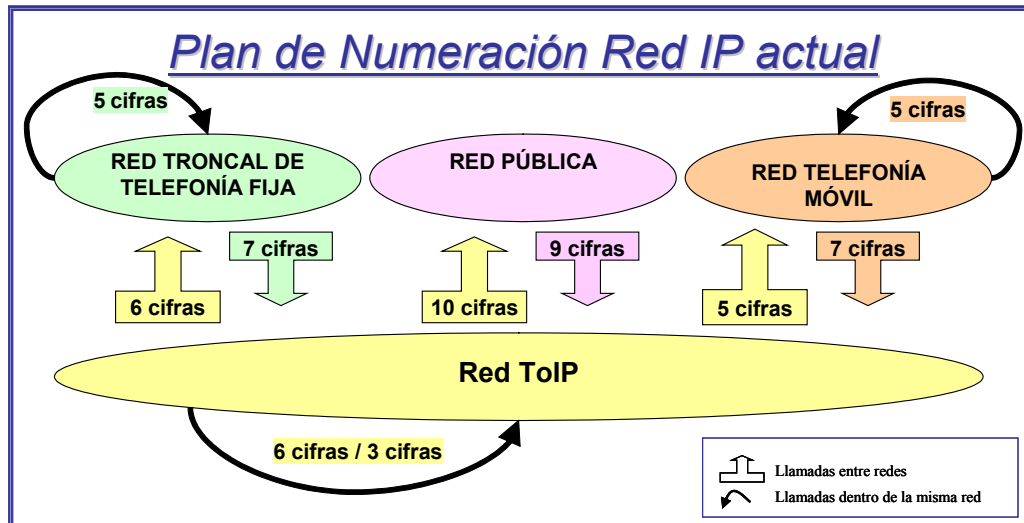 Plan de Numeración Red IP actual
5 cifras
5 cifras
RED TRONCAL DE
TELEFONÍA FIJA
RED PÚBLICA
RED TELEFONÍA
MÓVIL
7 cifras
9 cifras
7 cifras
6 cifras
10 cifras
5 cifras
Red ToIP
6 cifras / 3 cifras
Llamadas entre redes
Llamadas dentro de la misma red